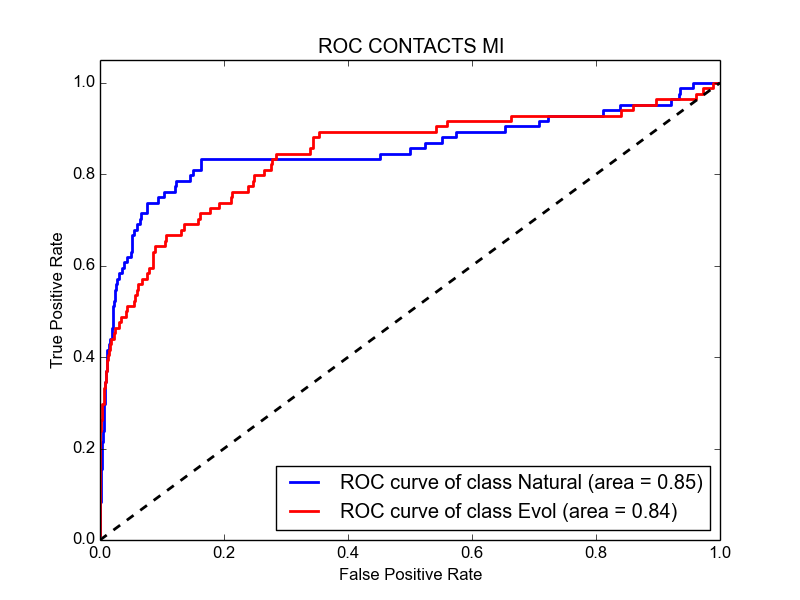 ROC CONTACTS MI
1.0
0.8
0.6
0.4
0.2
0.0
True Positive Rate
ROC curve of class Natural (area = 0.85)
ROC curve of class Evol (area = 0.84)
0.0 0.2 0.4 0.6 0.8 1.0
False Positive Rate